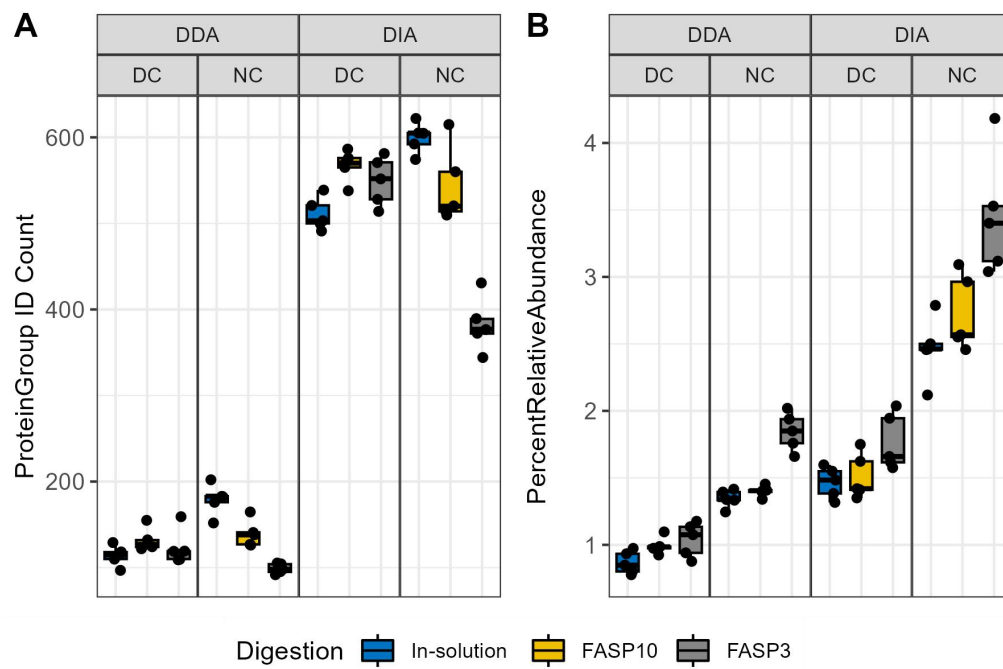 A
DDA DIA
DC NC DC NC
ProteinGroup ID Count
600
400
200
B
DDA DIA
DC NC DC NC
PercentRelativeAbundance
4
3
2
1
Digestion In-solution FASP10 FASP3